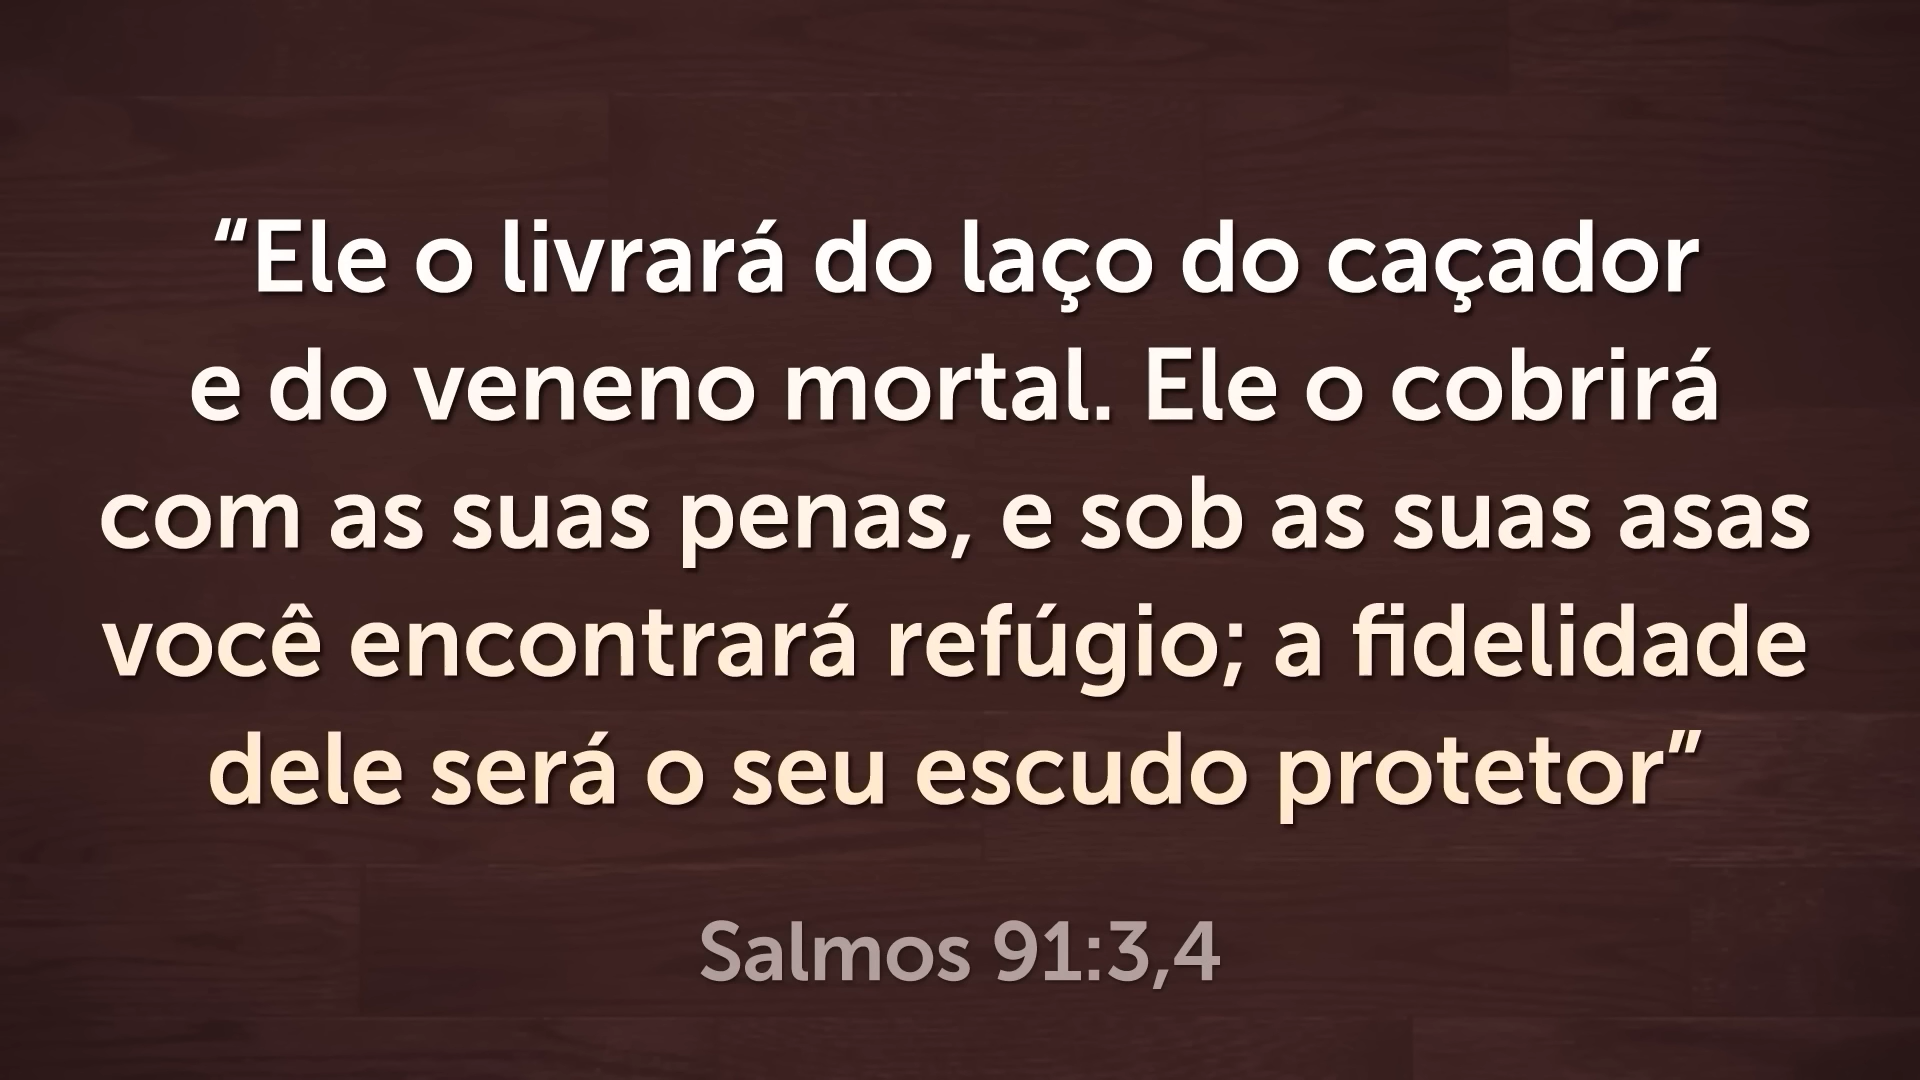 “Ele o livrará do laço do caçador
e do veneno mortal. Ele o cobrirá
com as suas penas, e sob as suas asas
você encontrará refúgio; a fidelidade
dele será o seu escudo protetor”
Salmos 91:3,4